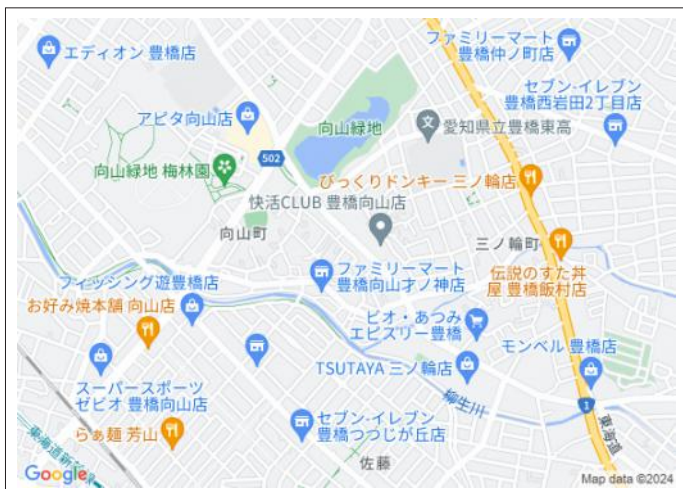 ファミリーマート
豊橋仲ノ町店
エディオン 豊橋店
セブン-イレブン
豊橋西岩田2丁目店
アピタ向山店
向山緑地
愛知県立豊橋東高
502
向山緑地 梅林園
びっくりドンキー 三ノ輪店
快活CLUB 豊橋向山店
向山町
三ノ輪町
ファミリーマート
豊橋向山才ノ神店
伝説のすた丼
屋 豊橋飯村店
フィッシング遊豊橋店
お好み焼本舗 向山店
ビオ・あつみ
エピスリー豊橋
モンベル 豊橋店
TSUTAYA 三ノ輪店
スーパースポーツ
ゼビオ 豊橋向山店
柳生川
1
東海道
セブン-イレブン
豊橋つつじが丘店
らぁ麺 芳山
佐藤
東海道新幹線
Google
Map data ©2024